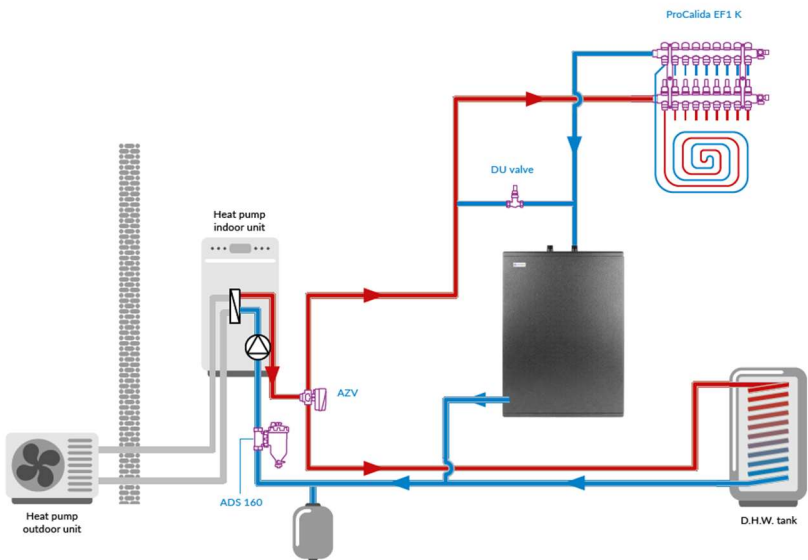 ProCalida EF1 K
DU valve
Heat pump
indoor unit
AZV
ADS 160
Heat pump
outdoor unit
D.H.W. tank